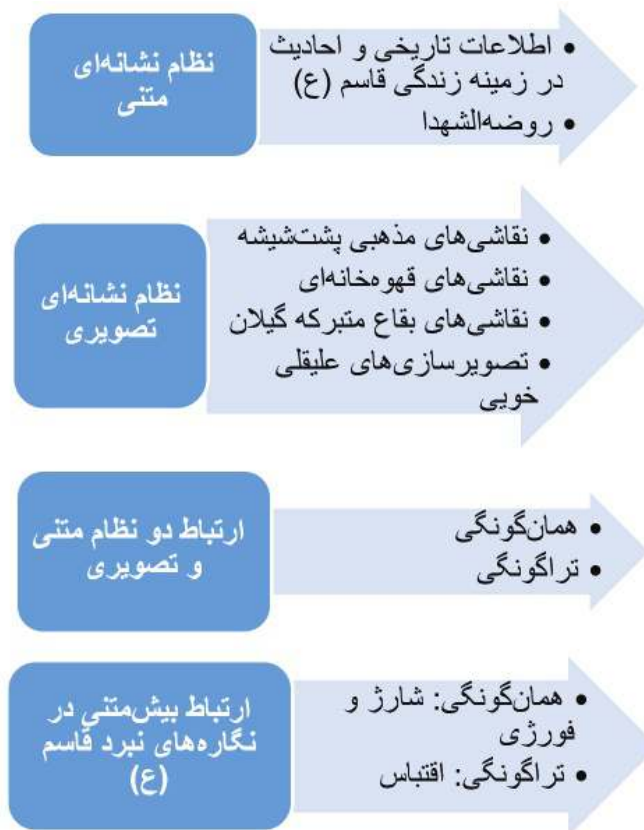 نظام نشانه‌ای
متنی
• اطلاعات تاریخی و احادیث
در زمینه زندگی قاسم (ع)
• روضه‌الشهدا
نظام نشانه‌ای
تصویری
• نقاشی‌های مذهبی پشت‌شیشه
• نقاشی‌های قهوه‌خانه‌ای
• نقاشی‌های بقاع متبرکه گیلان
• تصویرسازی‌های علیقلی
خویی
ارتباط دو نظام متنی
و تصویری
• همان‌گونگی
• تراگونگی
ارتباط بیش‌متنی در
نگاره‌های نبرد قاسم
(ع)
• همان‌گونگی: شارژ و
فورژی
• تراگونگی: اقتباس